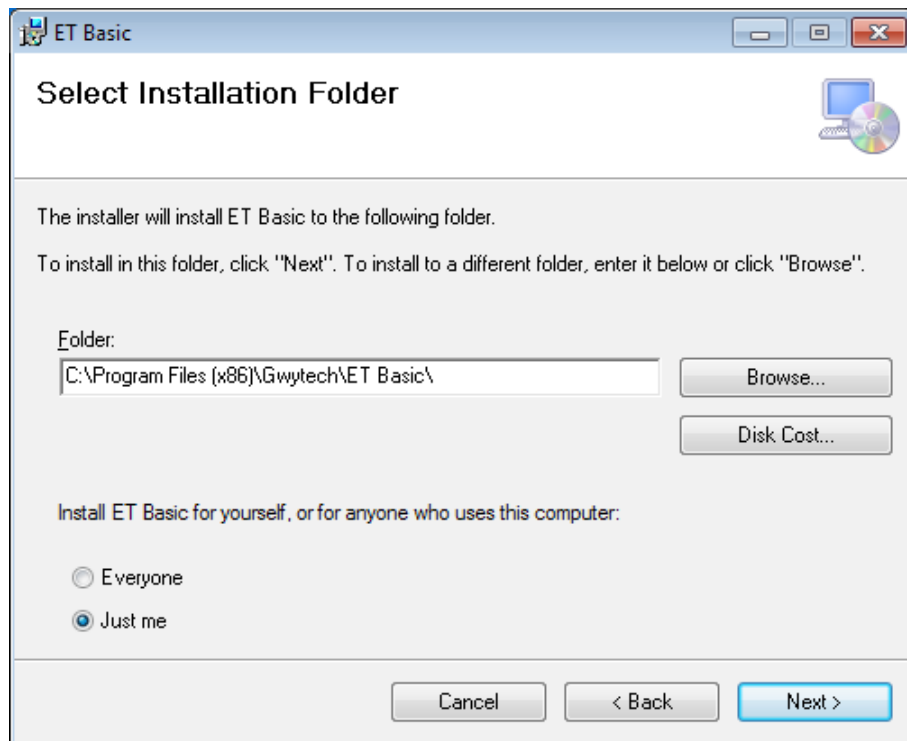 ET Basic
Select Installation Folder
The installer will install ET Basic to the following folder.
To install in this folder, click "Next". To install to a different folder, enter it below or click "Browse".
Folder:
C:\Program Files (x86)\Gwytech\ET Basic\
Browse...
Disk Cost...
Install ET Basic for yourself, or for anyone who uses this computer:
Everyone
Just me
Cancel
< Back
Next >